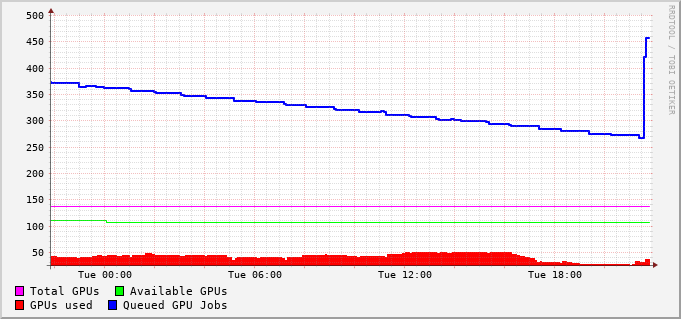 500
450
400
350
300
250
200
150
100
50
Tue 00:00 Tue 06:00 Tue 12:00 Tue 18:00
Total GPUs Available GPUs
GPUs used Queued GPU Jobs
RRDTOOL / TOBI OETIKER